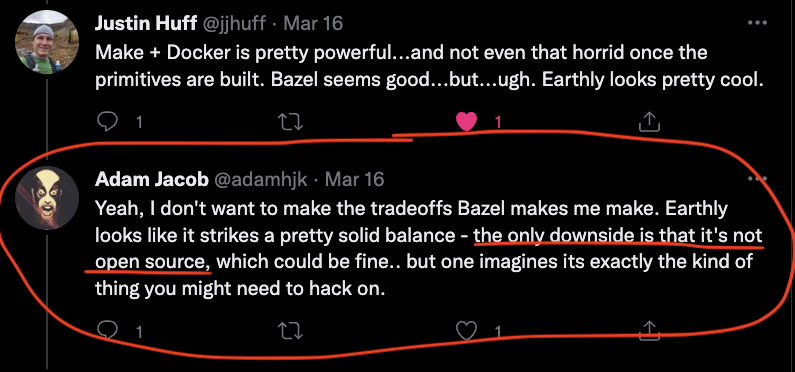 Justin Huff @jjhuff · Mar 16
Make + Docker is pretty powerful...and not even that horrid once the
primitives are built. Bazel seems good...but...ugh. Earthly looks pretty cool.
1 1
Adam Jacob @adamhjk · Mar 16
Yeah, I don't want to make the tradeoffs Bazel makes me make. Earthly
looks like it strikes a pretty solid balance - the only downside is that it's not
open source, which could be fine.. but one imagines its exactly the kind of
thing you might need to hack on.
1 1